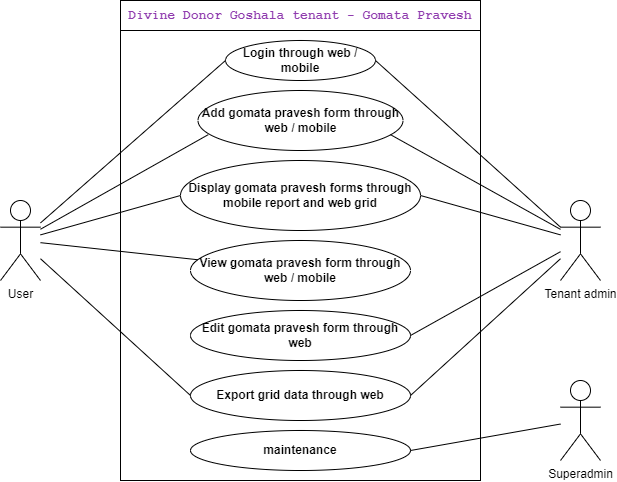 Divine Donor Goshala tenant - Gomata Pravesh
Login through web /
mobile
Add gomata pravesh form through
web / mobile
Display gomata pravesh forms through
mobile report and web grid
View gomata pravesh form through
web / mobile
User
Tenant admin
Edit gomata pravesh form through
web
Export grid data through web
maintenance
Superadmin